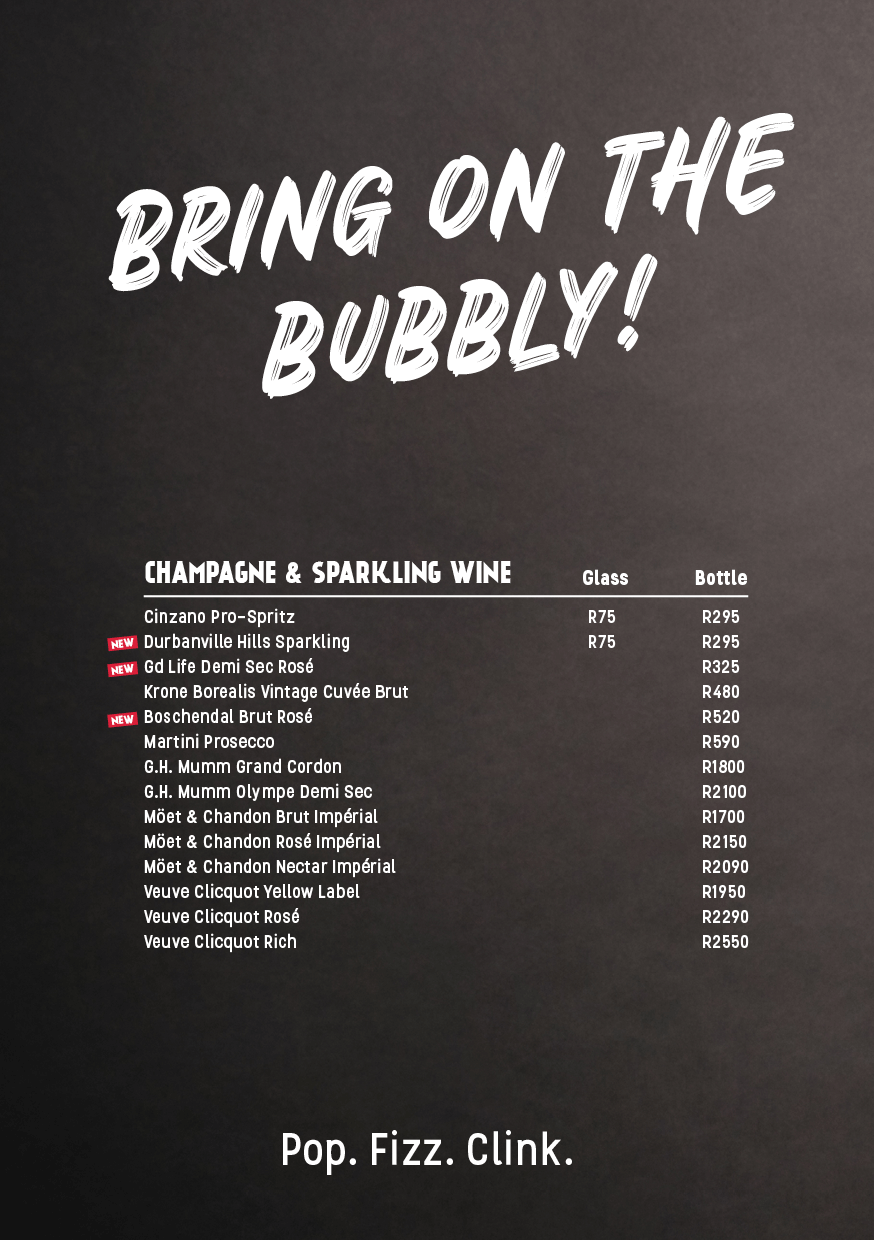 BRING ON THE
BUBBLY!
CHAMPAGNE & SPARKLING WINE Glass Bottle
Cinzano Pro-Spritz R75 R295
NEW Durbanville Hills Sparkling R75 R295
NEW Gd Life Demi Sec Rosé R325
Krone Borealis Vintage Cuvée Brut R480
NEW Boschendal Brut Rosé R520
Martini Prosecco R590
G.H. Mumm Grand Cordon R1800
G.H. Mumm Olympe Demi Sec R2100
Möet & Chandon Brut Impérial R1700
Möet & Chandon Rosé Impérial R2150
Möet & Chandon Nectar Impérial R2090
Veuve Clicquot Yellow Label R1950
Veuve Clicquot Rosé R2290
Veuve Clicquot Rich R2550
Pop. Fizz. Clink.